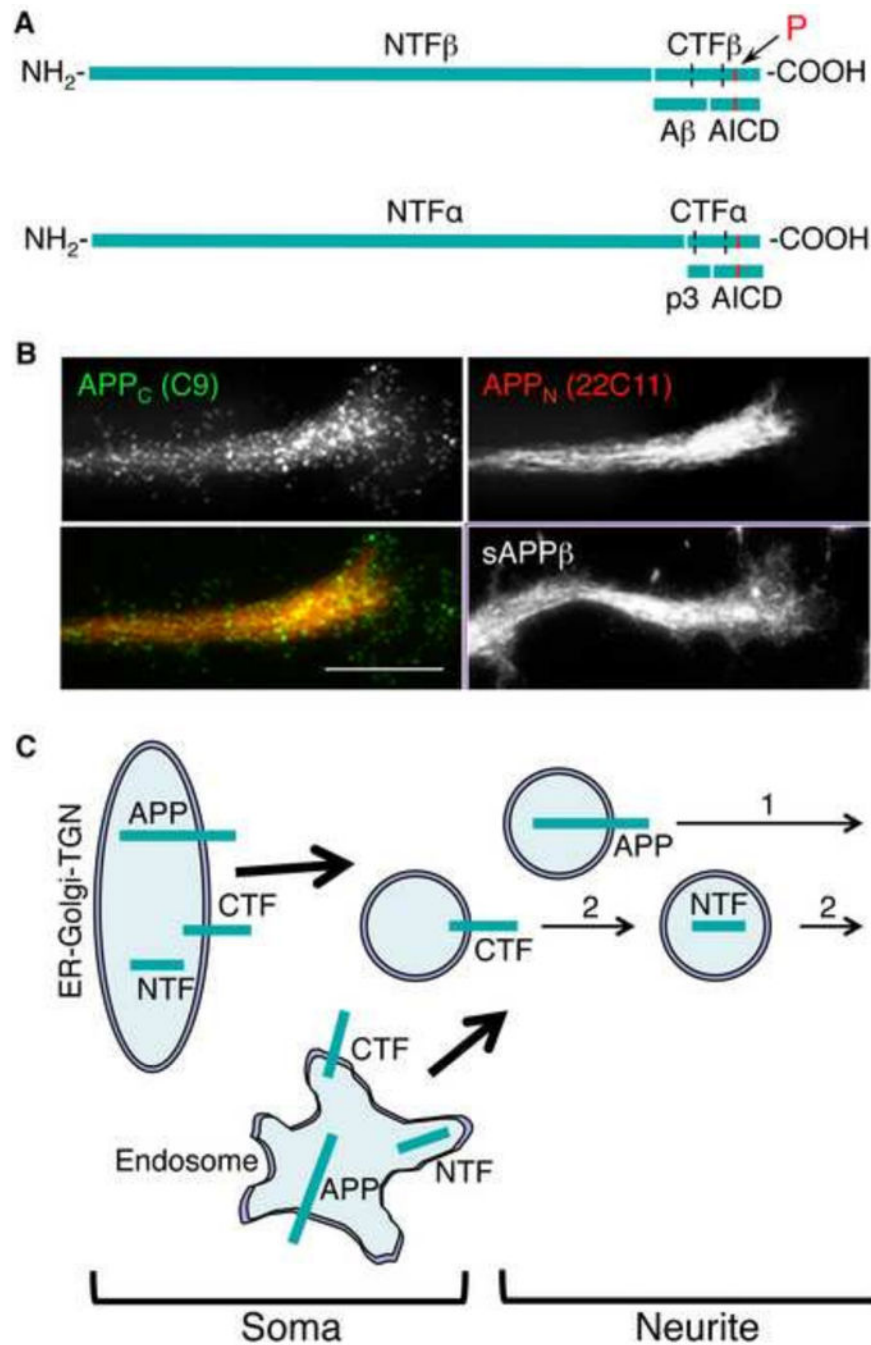 A
NTFβ CTFβ P
NH2- -COOH
Aβ AICD
NTFα CTFα
NH2- -COOH
p3 AICD
B
APPC (C9) APPN (22C11)
sAPPβ
C
ER-Golgi-TGN
APP
CTF
NTF
APP
1
CTF
2
NTF
2
Endosome
CTF
APP
NTF
Soma Neurite